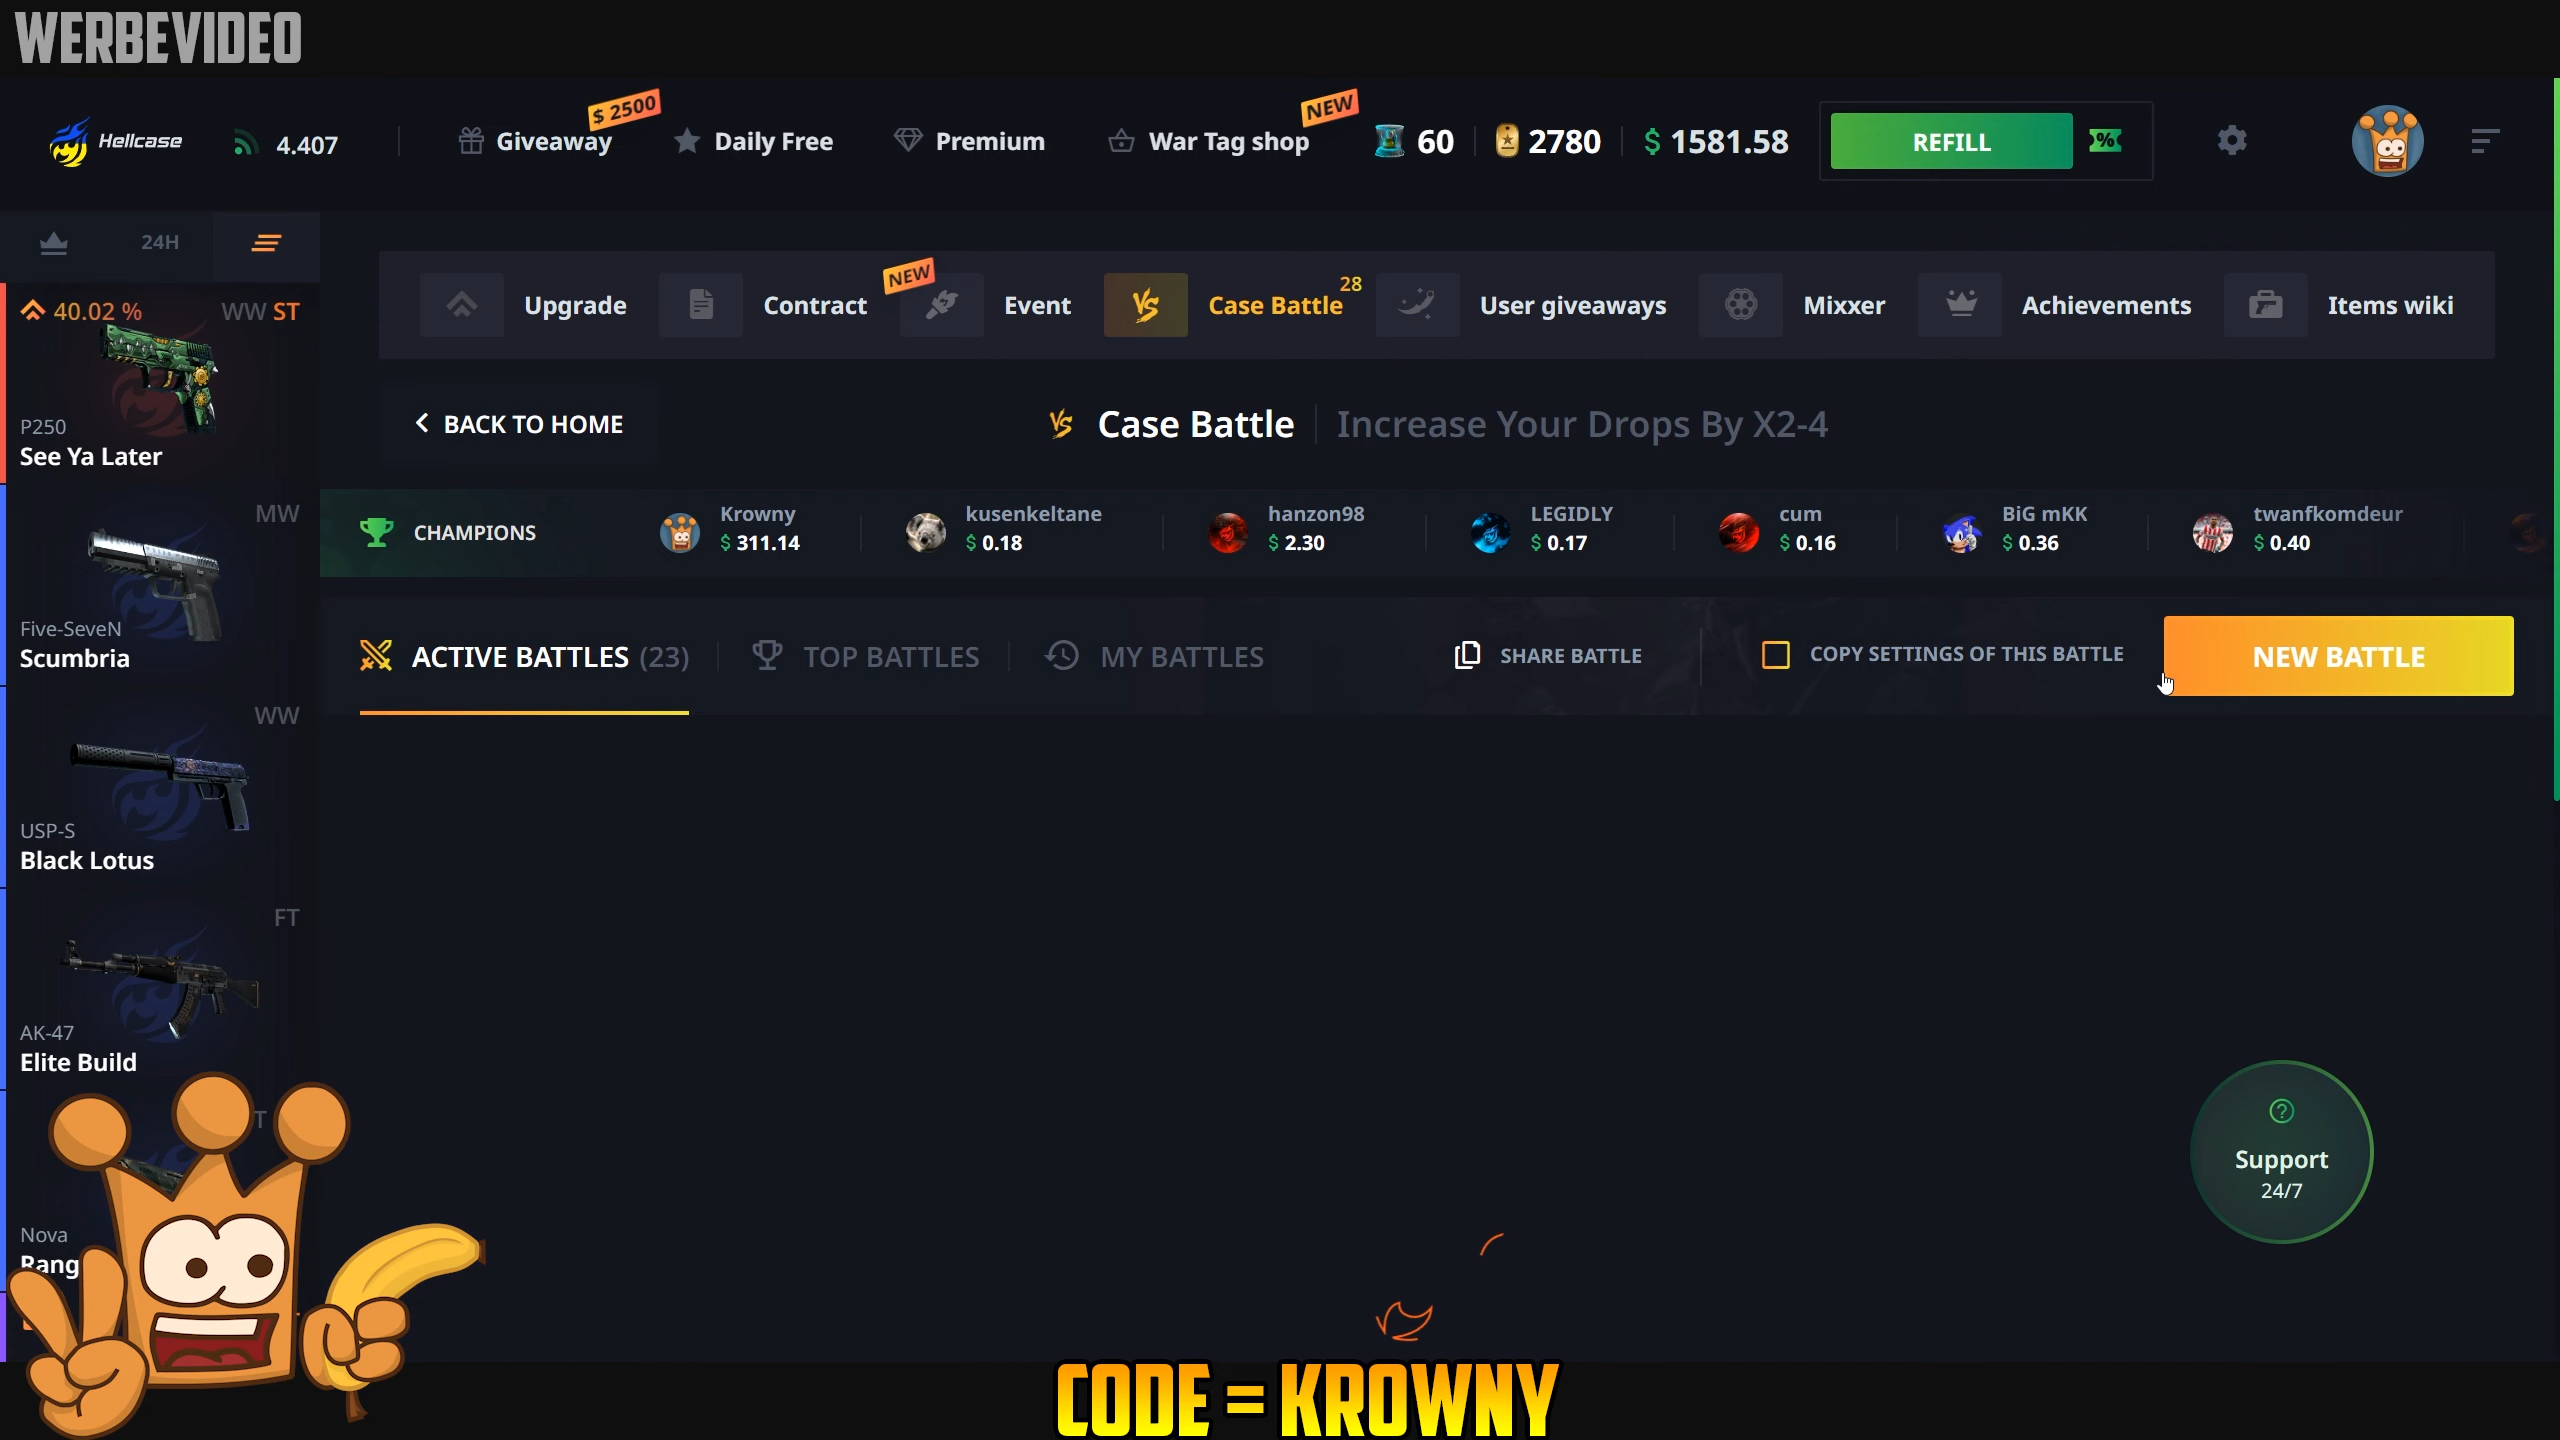 WERBEVIDEO
Hellcase
4.407
Giveaway
$ 2500
Daily Free
Premium
War Tag shop
NEW
60
2780
$ 1581.58
REFILL
%
24H
Upgrade
Contract
NEW
Event
VS
Case Battle
28
User giveaways
Mixxer
Achievements
Items wiki
40.02 %
WW ST
P250
See Ya Later
BACK TO HOME
VS
Case Battle
Increase Your Drops By X2-4
CHAMPIONS
Krowny
$ 311.14
kusenkeltane
$ 0.18
hanzon98
$ 2.30
LEGIDLY
$ 0.17
cum
$ 0.16
BiG mKK
$ 0.36
twanfkomdeur
$ 0.40
MW
Five-SeveN
Scumbria
ACTIVE BATTLES (23)
TOP BATTLES
MY BATTLES
SHARE BATTLE
COPY SETTINGS OF THIS BATTLE
NEW BATTLE
WW
USP-S
Black Lotus
FT
AK-47
Elite Build
Nova
Support
24/7
CODE = KROWNY